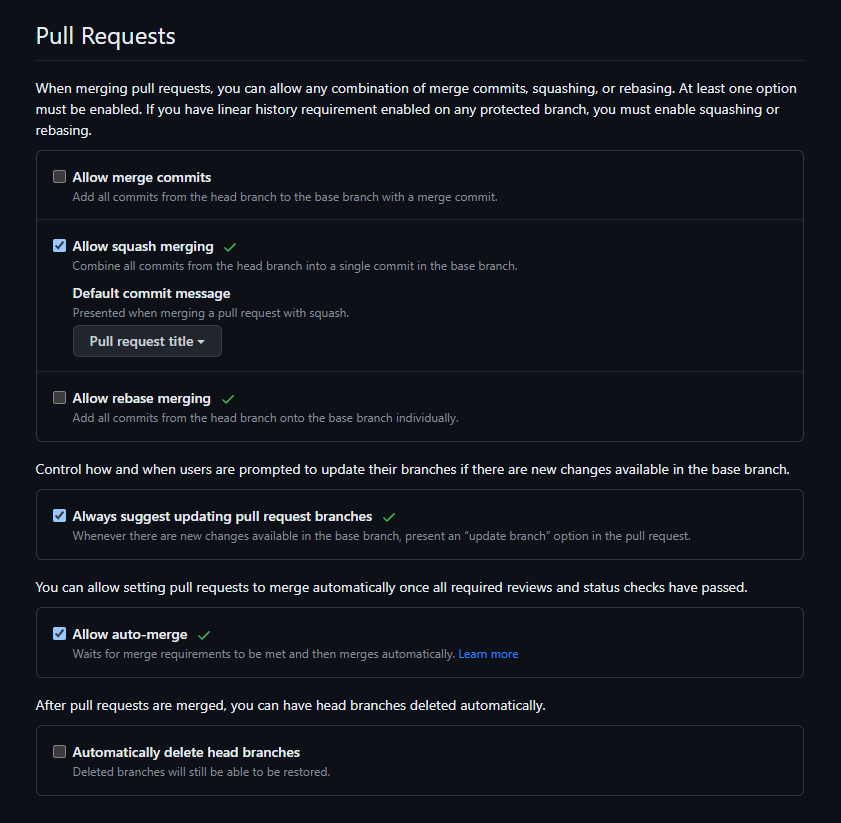 Pull Requests
When merging pull requests, you can allow any combination of merge commits, squashing, or rebasing. At least one option
must be enabled. If you have linear history requirement enabled on any protected branch, you must enable squashing or
rebasing.
Allow merge commits
Add all commits from the head branch to the base branch with a merge commit.
Allow squash merging
Combine all commits from the head branch into a single commit in the base branch.
Default commit message
Presented when merging a pull request with squash.
Pull request title
Allow rebase merging
Add all commits from the head branch onto the base branch individually.
Control how and when users are prompted to update their branches if there are new changes available in the base branch.
Always suggest updating pull request branches
Whenever there are new changes available in the base branch, present an “update branch” option in the pull request.
You can allow setting pull requests to merge automatically once all required reviews and status checks have passed.
Allow auto-merge
Waits for merge requirements to be met and then merges automatically. Learn more
After pull requests are merged, you can have head branches deleted automatically.
Automatically delete head branches
Deleted branches will still be able to be restored.